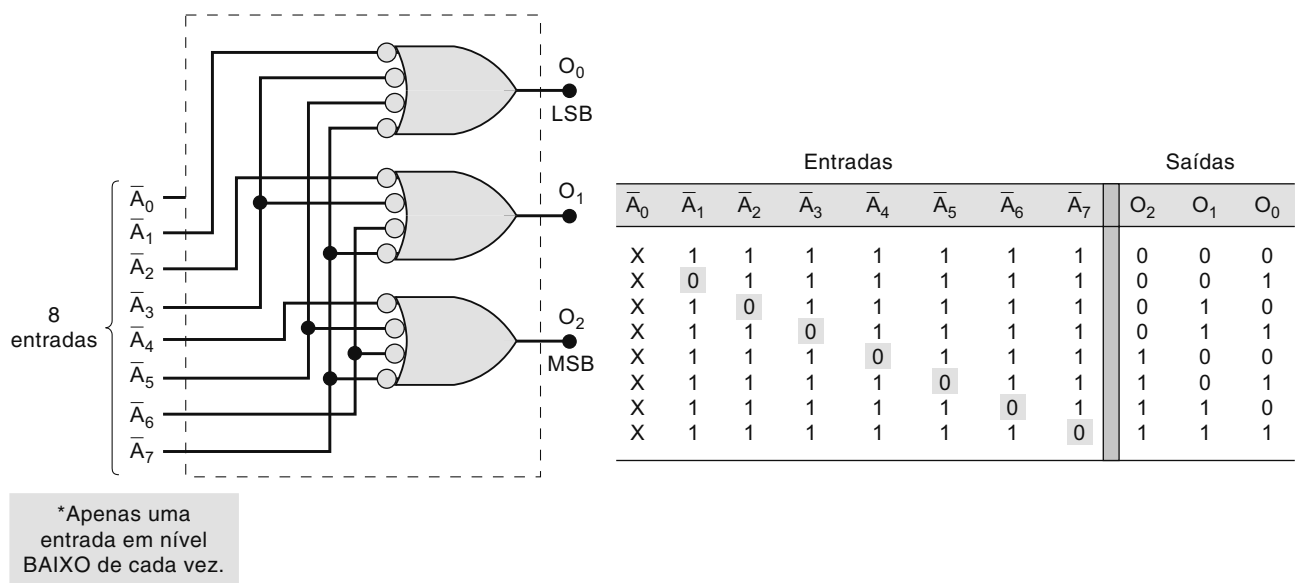 O₀
LSB
O₁
O₂
MSB
8
entradas
A̅₀
A̅₁
A̅₂
A̅₃
A̅₄
A̅₅
A̅₆
A̅₇
*Apenas uma
entrada em nível
BAIXO de cada vez.
Entradas Saídas
A̅₀ A̅₁ A̅₂ A̅₃ A̅₄ A̅₅ A̅₆ A̅₇ O₂ O₁ O₀
X 1 1 1 1 1 1 1 0 0 0
X 0 1 1 1 1 1 1 0 0 1
X 1 0 1 1 1 1 1 0 1 0
X 1 1 0 1 1 1 1 0 1 1
X 1 1 1 0 1 1 1 1 0 0
X 1 1 1 1 0 1 1 1 0 1
X 1 1 1 1 1 0 1 1 1 0
X 1 1 1 1 1 1 0 1 1 1